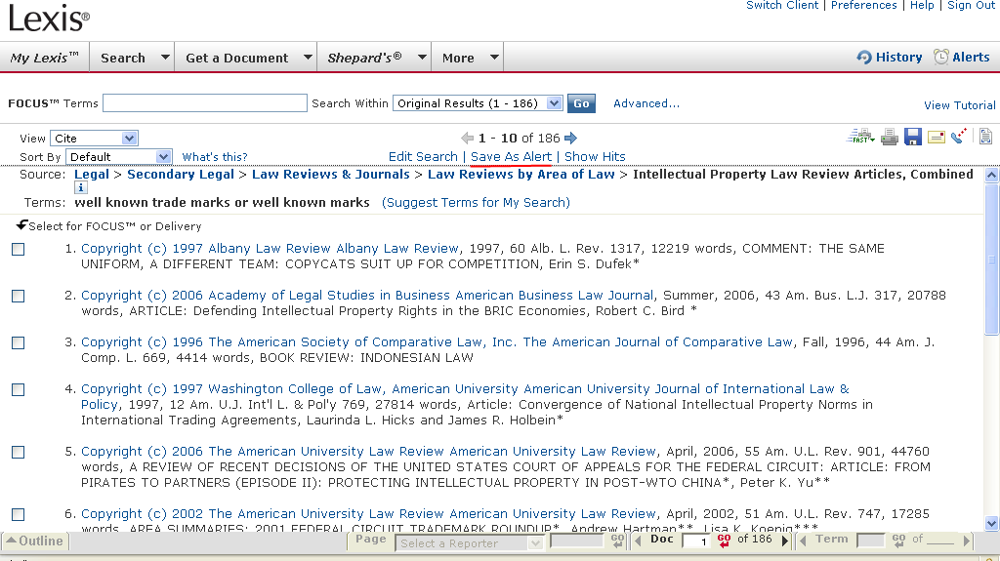 Switch Client | Preferences | Help | Sign Out
Lexis®
My Lexis™ Search Get a Document Shepard's® More History Alerts
FOCUS™ Terms Search Within Original Results (1 - 186) Go Advanced...
View Tutorial
View Cite 1 - 10 of 186 FAST
Sort By Default What's this? Edit Search | Save As Alert | Show Hits
Source: Legal > Secondary Legal > Law Reviews & Journals > Law Reviews by Area of Law > Intellectual Property Law Review Articles, Combined
i
Terms: well known trade marks or well known marks (Suggest Terms for My Search)
Select for FOCUS™ or Delivery
1. Copyright (c) 1997 Albany Law Review Albany Law Review, 1997, 60 Alb. L. Rev. 1317, 12219 words, COMMENT: THE SAME
UNIFORM, A DIFFERENT TEAM: COPYCATS SUIT UP FOR COMPETITION, Erin S. Dufek*
2. Copyright (c) 2006 Academy of Legal Studies in Business American Business Law Journal, Summer, 2006, 43 Am. Bus. L.J. 317, 20788
words, ARTICLE: Defending Intellectual Property Rights in the BRIC Economies, Robert C. Bird *
3. Copyright (c) 1996 The American Society of Comparative Law, Inc. The American Journal of Comparative Law, Fall, 1996, 44 Am. J.
Comp. L. 669, 4414 words, BOOK REVIEW: INDONESIAN LAW
4. Copyright (c) 1997 Washington College of Law, American University American University Journal of International Law &
Policy, 1997, 12 Am. U.J. Int'l L. & Pol'y 769, 27814 words, Article: Convergence of National Intellectual Property Norms in
International Trading Agreements, Laurinda L. Hicks and James R. Holbein*
5. Copyright (c) 2006 The American University Law Review American University Law Review, April, 2006, 55 Am. U.L. Rev. 901, 44760
words, A REVIEW OF RECENT DECISIONS OF THE UNITED STATES COURT OF APPEALS FOR THE FEDERAL CIRCUIT: ARTICLE: FROM
PIRATES TO PARTNERS (EPISODE II): PROTECTING INTELLECTUAL PROPERTY IN POST-WTO CHINA*, Peter K. Yu**
6. Copyright (c) 2002 The American University Law Review American University Law Review, April, 2002, 51 Am. U.L. Rev. 747, 17285
words, AREA SUMMARIES: 2001 FEDERAL CIRCUIT TRADEMARK ROUNDUP*, Andrew Hartman**, Lisa K. Koenig***
Outline Page Select a Reporter GO Doc 1 GO of 186 Term GO of